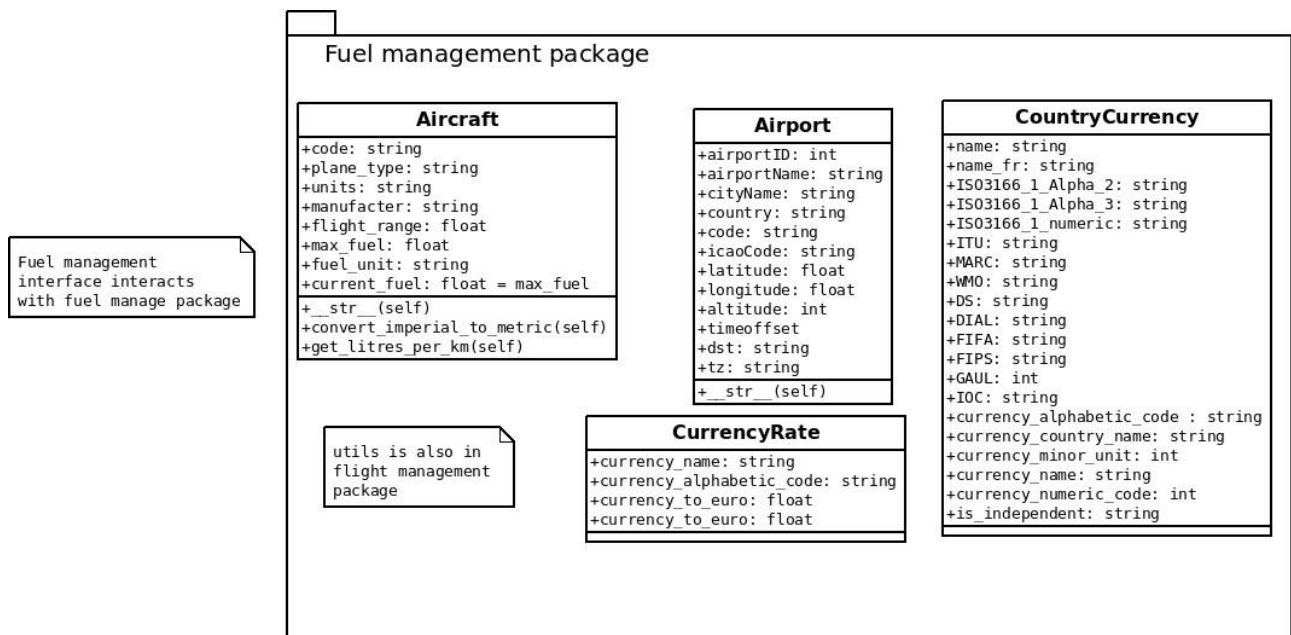 Fuel management package
Aircraft
+code: string
+plane_type: string
+units: string
+manufacter: string
+flight_range: float
+max_fuel: float
+fuel_unit: string
+current_fuel: float = max_fuel
+__str__(self)
+convert_imperial_to_metric(self)
+get_litres_per_km(self)
Airport
+airportID: int
+airportName: string
+cityName: string
+country: string
+code: string
+icaoCode: string
+latitude: float
+longitude: float
+altitude: int
+timeoffset
+dst: string
+tz: string
+__str__(self)
CountryCurrency
+name: string
+name_fr: string
+ISO3166_1_Alpha_2: string
+ISO3166_1_Alpha_3: string
+ISO3166_1_numeric: string
+ITU: string
+MARC: string
+WMO: string
+DS: string
+DIAL: string
+FIFA: string
+FIPS: string
+GAUL: int
+IOC: string
+currency_alphabetic_code : string
+currency_country_name: string
+currency_minor_unit: int
+currency_name: string
+currency_numeric_code: int
+is_independent: string
Fuel management
interface interacts
with fuel manage package
utils is also in
flight management
package
CurrencyRate
+currency_name: string
+currency_alphabetic_code: string
+currency_to_euro: float
+currency_to_euro: float